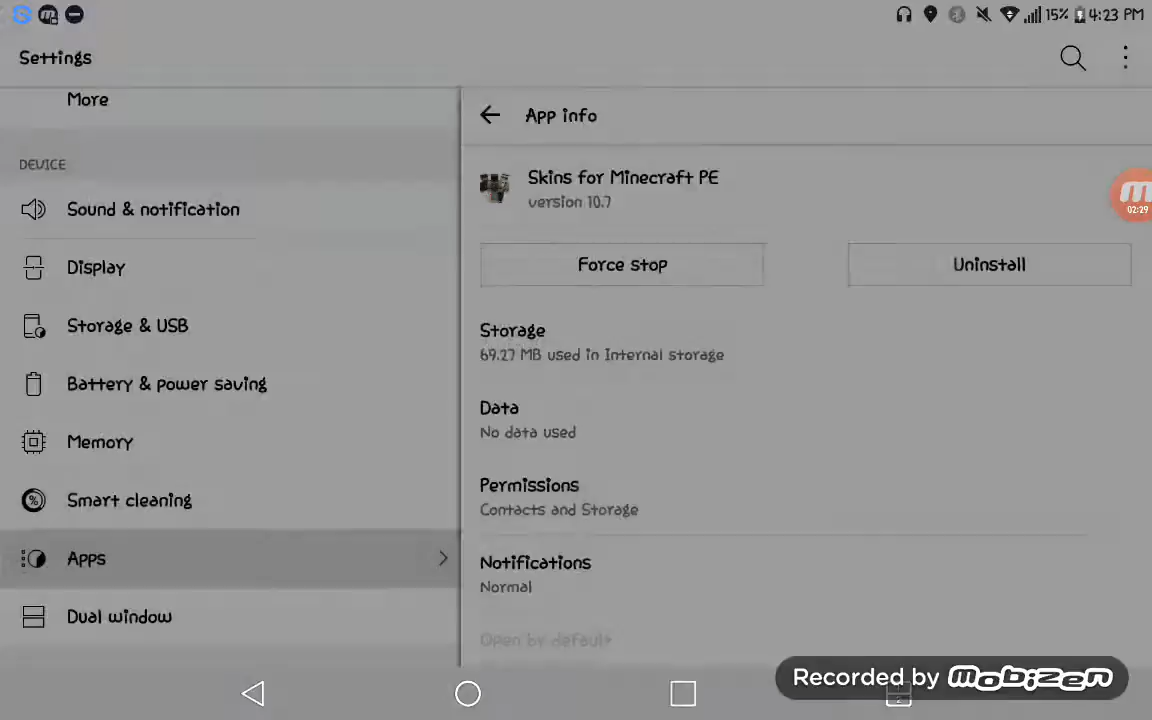 15% 4:23 PM
Settings
More
DEVICE
Sound & notification
Display
Storage & USB
Battery & power saving
Memory
Smart cleaning
Apps
Dual window
App info
Skins for Minecraft PE
version 10.7
Force stop
Uninstall
Storage
69.27 MB used in Internal storage
Data
No data used
Permissions
Contacts and Storage
Notifications
Normal
Open by default
02:29
Recorded by Mobizen